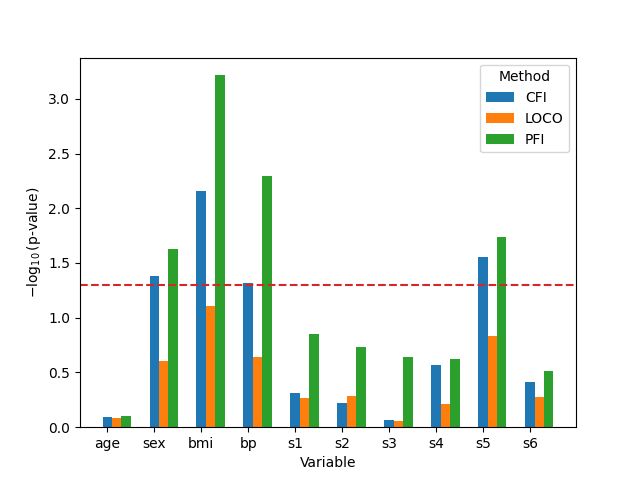 Method
CFI
LOCO
PFI
3.0
2.5
2.0
1.5
1.0
0.5
0.0
−log₁₀(p-value)
age sex bmi bp s1 s2 s3 s4 s5 s6
Variable